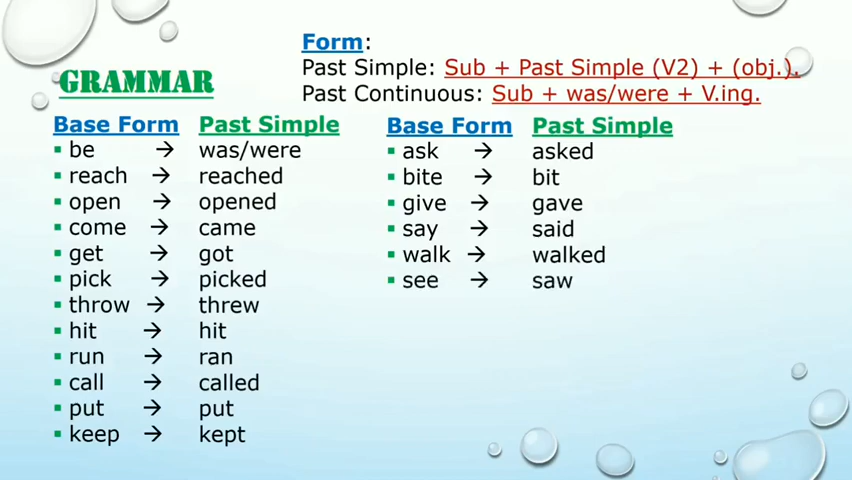 Form:
GRAMMAR
Past Simple: Sub + Past Simple (V2) + (obj.).
Past Continuous: Sub + was/were + V.ing.
Base Form Past Simple
▪ be → was/were
▪ reach → reached
▪ open → opened
▪ come → came
▪ get → got
▪ pick → picked
▪ throw → threw
▪ hit → hit
▪ run → ran
▪ call → called
▪ put → put
▪ keep → kept
Base Form Past Simple
▪ ask → asked
▪ bite → bit
▪ give → gave
▪ say → said
▪ walk → walked
▪ see → saw